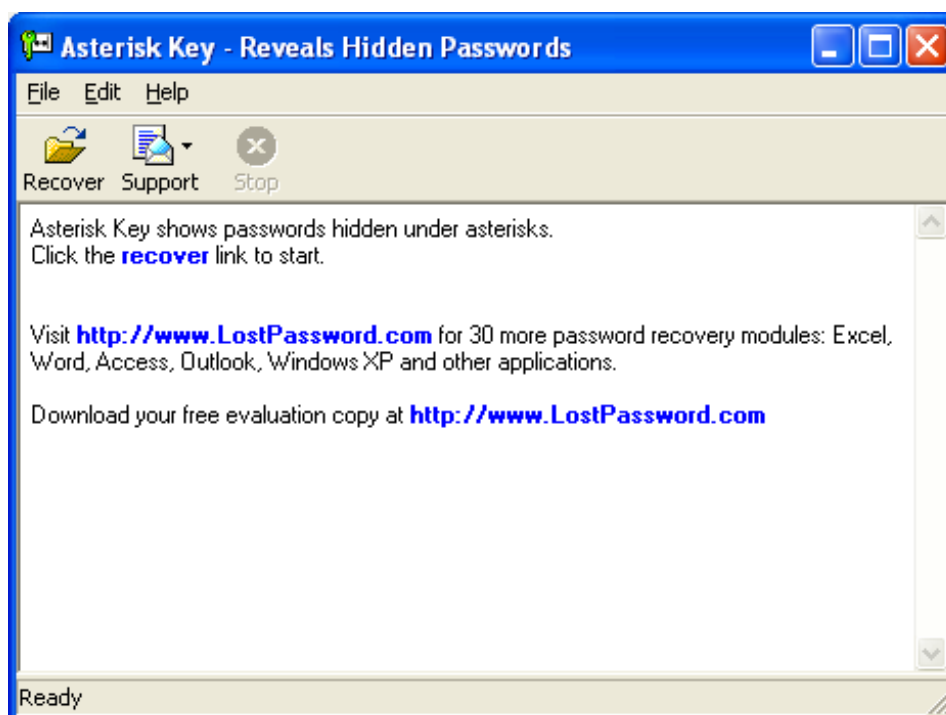 Asterisk Key - Reveals Hidden Passwords
File Edit Help
Recover Support Stop
Asterisk Key shows passwords hidden under asterisks.
Click the recover link to start.
Visit http://www.LostPassword.com for 30 more password recovery modules: Excel,
Word, Access, Outlook, Windows XP and other applications.
Download your free evaluation copy at http://www.LostPassword.com
Ready